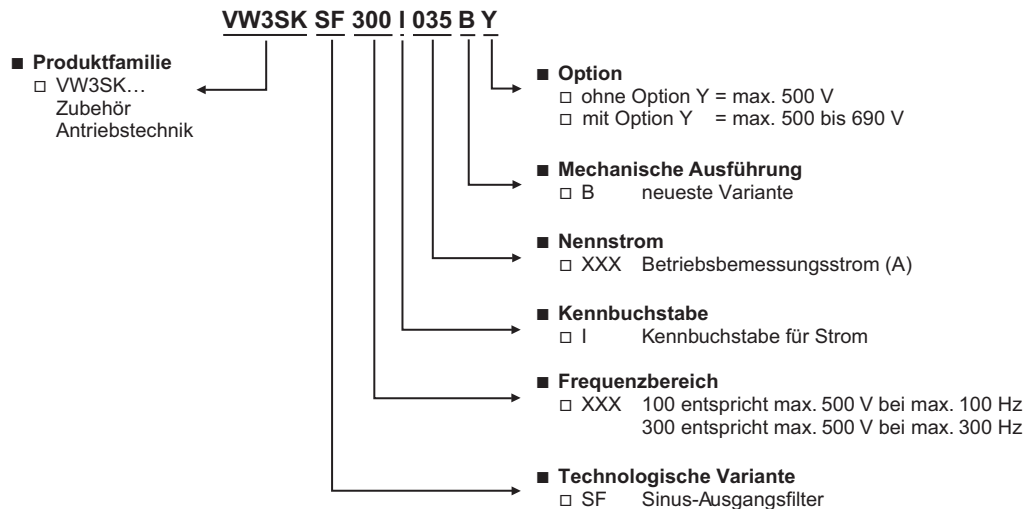 VW3SK SF 300 I 035 B Y
■ Produktfamilie
□ VW3SK...
Zubehör
Antriebstechnik
■ Option
□ ohne Option Y = max. 500 V
□ mit Option Y = max. 500 bis 690 V
■ Mechanische Ausführung
□ B neueste Variante
■ Nennstrom
□ XXX Betriebsbemessungsstrom (A)
■ Kennbuchstabe
□ I Kennbuchstabe für Strom
■ Frequenzbereich
□ XXX 100 entspricht max. 500 V bei max. 100 Hz
300 entspricht max. 500 V bei max. 300 Hz
■ Technologische Variante
□ SF Sinus-Ausgangsfilter